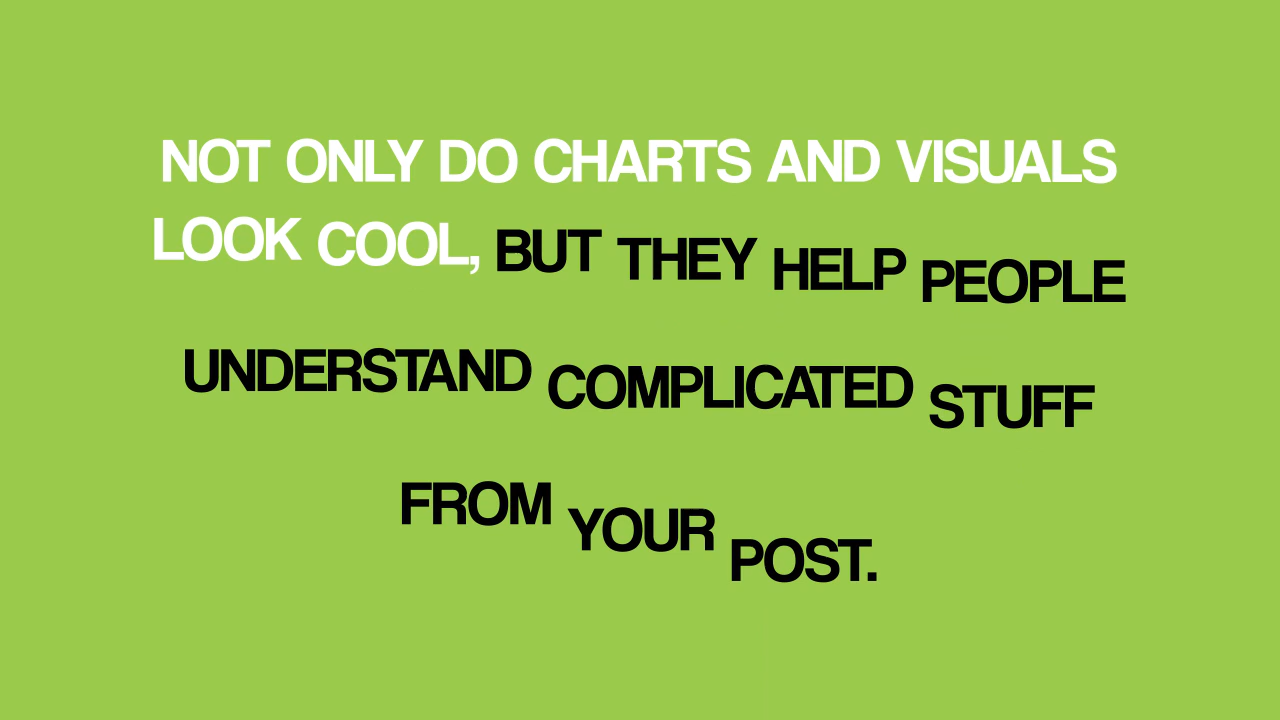 NOT ONLY DO CHARTS AND VISUALS
LOOK COOL, BUT THEY HELP PEOPLE
UNDERSTAND COMPLICATED STUFF
FROM YOUR POST.